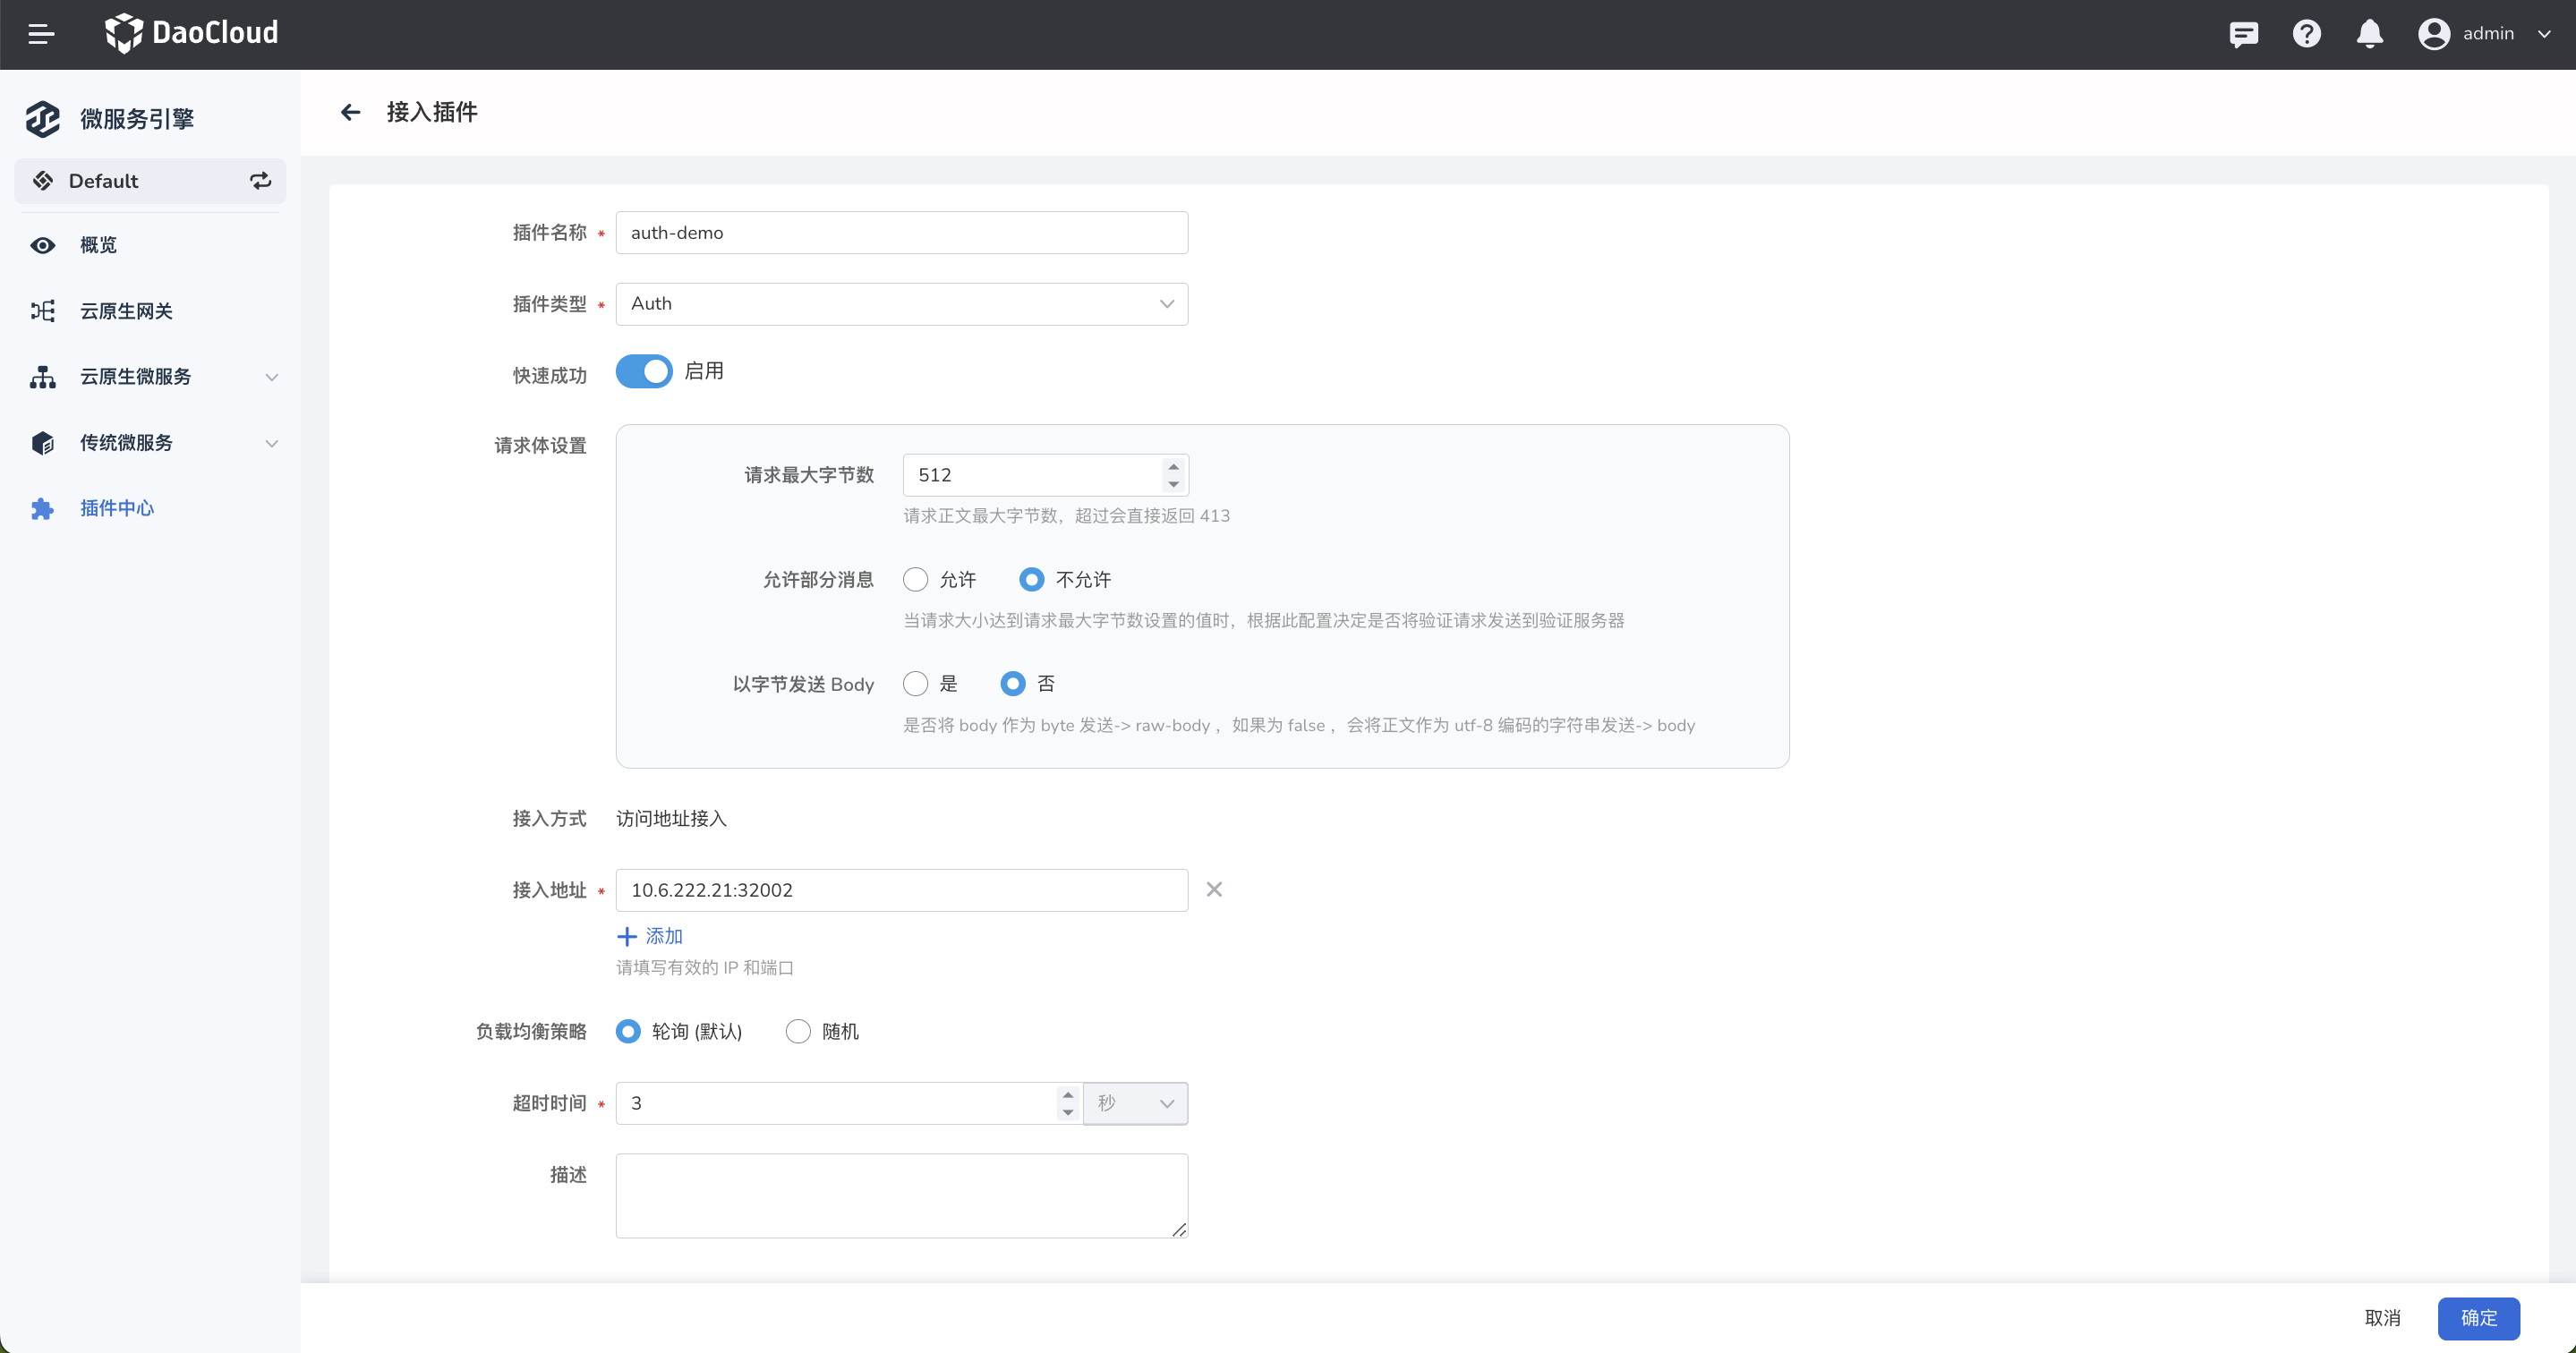 DaoCloud
admin
微服务引擎
Default
概览
云原生网关
云原生微服务
传统微服务
插件中心
接入插件
插件名称 * auth-demo
插件类型 * Auth
快速成功 启用
请求体设置
请求最大字节数 512
请求正文最大字节数，超过会直接返回 413
允许部分消息 允许 不允许
当请求大小达到请求最大字节数设置的值时，根据此配置决定是否将验证请求发送到验证服务器
以字节发送 Body 是 否
是否将 body 作为 byte 发送-> raw-body ，如果为 false ，会将正文作为 utf-8 编码的字符串发送-> body
接入方式 访问地址接入
接入地址 * 10.6.222.21:32002
添加
请填写有效的 IP 和端口
负载均衡策略 轮询 (默认) 随机
超时时间 * 3 秒
描述
取消 确定